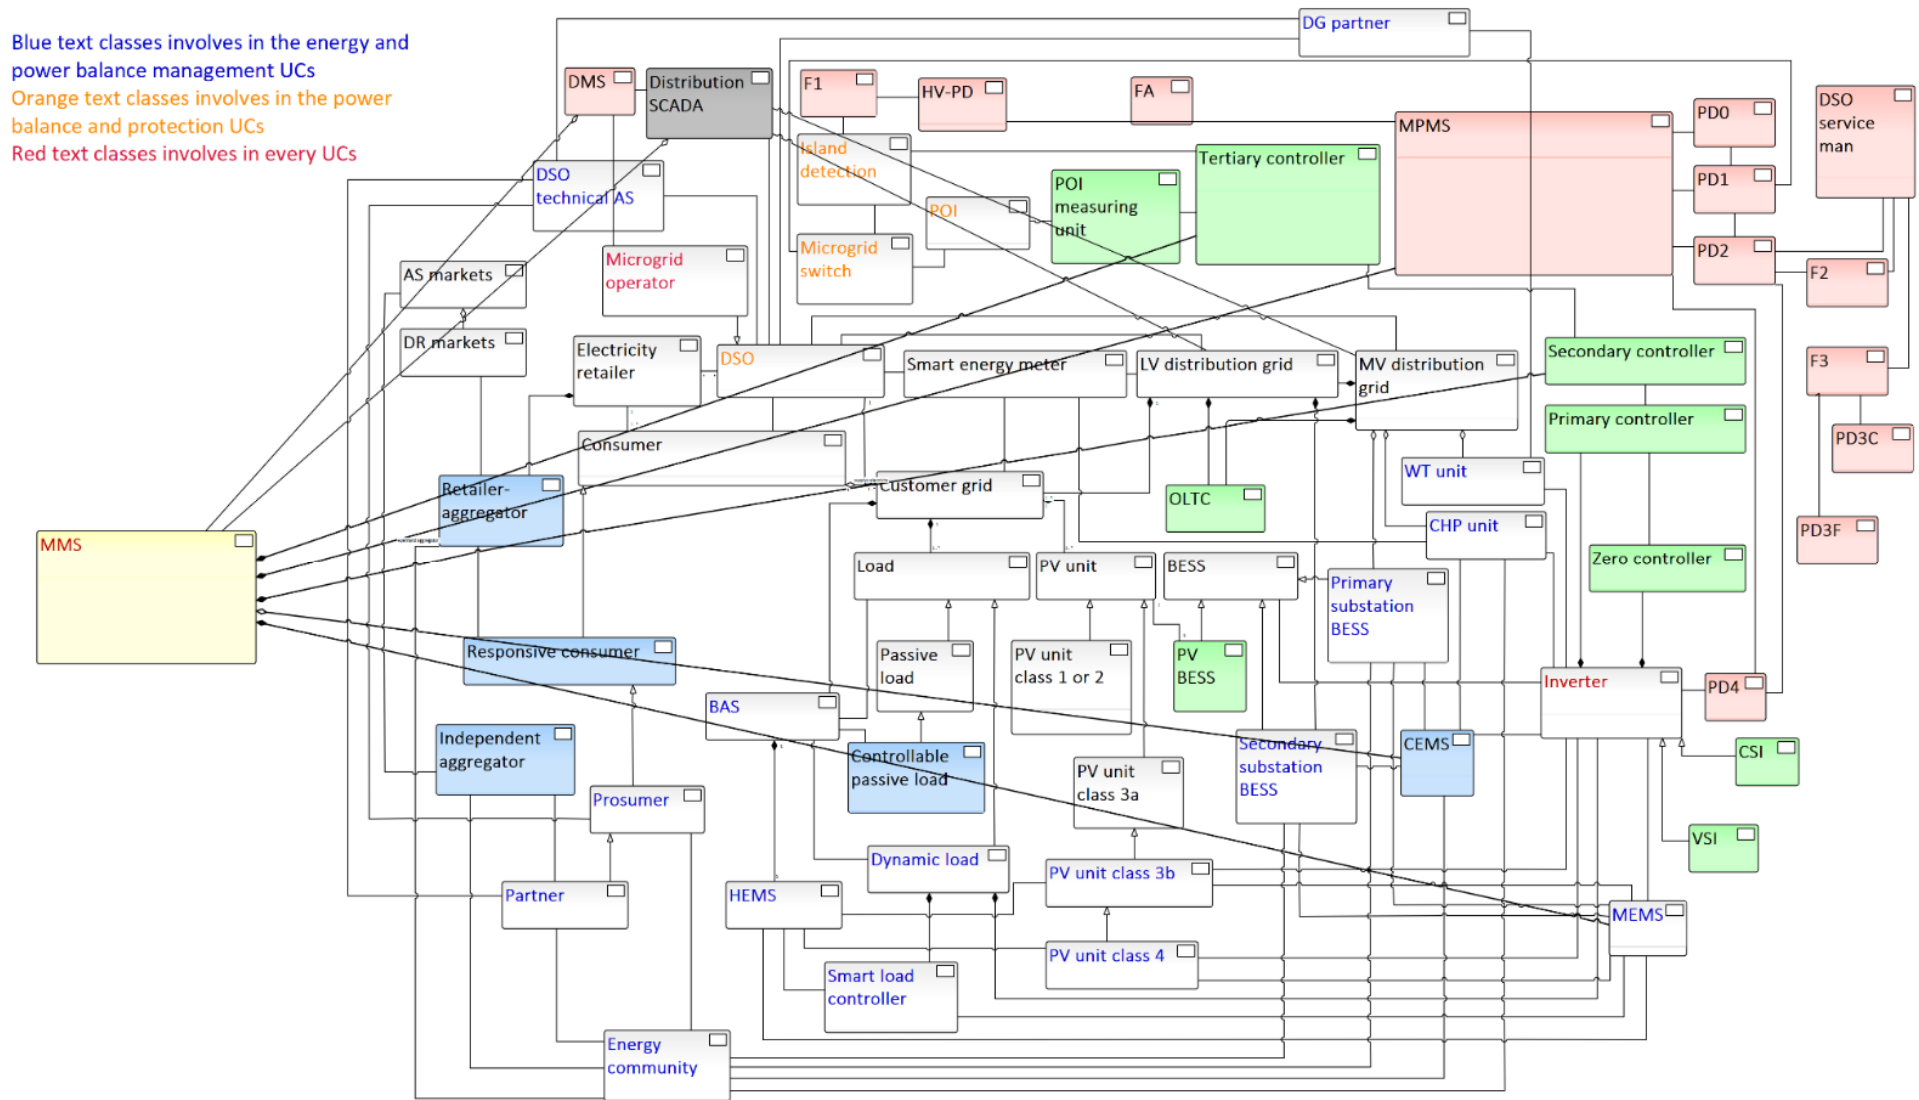 Blue text classes involves in the energy and
power balance management UCs
Orange text classes involves in the power
balance and protection UCs
Red text classes involves in every UCs
DG partner
DMS
Distribution
SCADA
F1
HV-PD
FA
MPMS
PD0
DSO
service
man
Island
detection
Tertiary controller
DSO
technical AS
POI
measuring
unit
PD1
POI
Microgrid
switch
PD2
Microgrid
operator
AS markets
F2
DR markets
Electricity
retailer
DSO
Smart energy meter
LV distribution grid
MV distribution
grid
Secondary controller
F3
Primary controller
Consumer
PD3C
Retailer-
aggregator
Customer grid
OLTC
WT unit
CHP unit
PD3F
MMS
Load
PV unit
BESS
Primary
substation
BESS
Zero controller
Responsive consumer
Passive
load
PV unit
class 1 or 2
PV
BESS
Inverter
PD4
BAS
Independent
aggregator
Controllable
passive load
Secondary
substation
BESS
CEMS
CSI
PV unit
class 3a
Prosumer
VSI
Dynamic load
PV unit class 3b
Partner
HEMS
MEMS
PV unit class 4
Smart load
controller
Energy
community